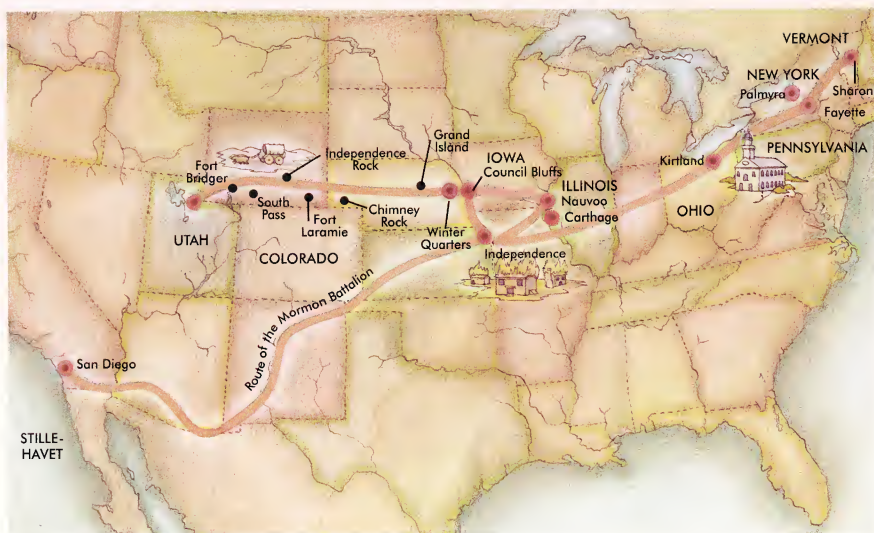 VERMONT
NEW YORK
Palmyra
Sharon
Fayette
PENNSYLVANIA
Kirtland
OHIO
Grand
Island
IOWA
Council Bluffs
ILLINOIS
Nauvoo
Carthage
Independence
Rock
Fort
Bridger
South
Pass
Fort
Laramie
Chimney
Rock
Winter
Quarters
Independence
UTAH
COLORADO
Route of the Mormon Battalion
San Diego
STILLE-
HAVET